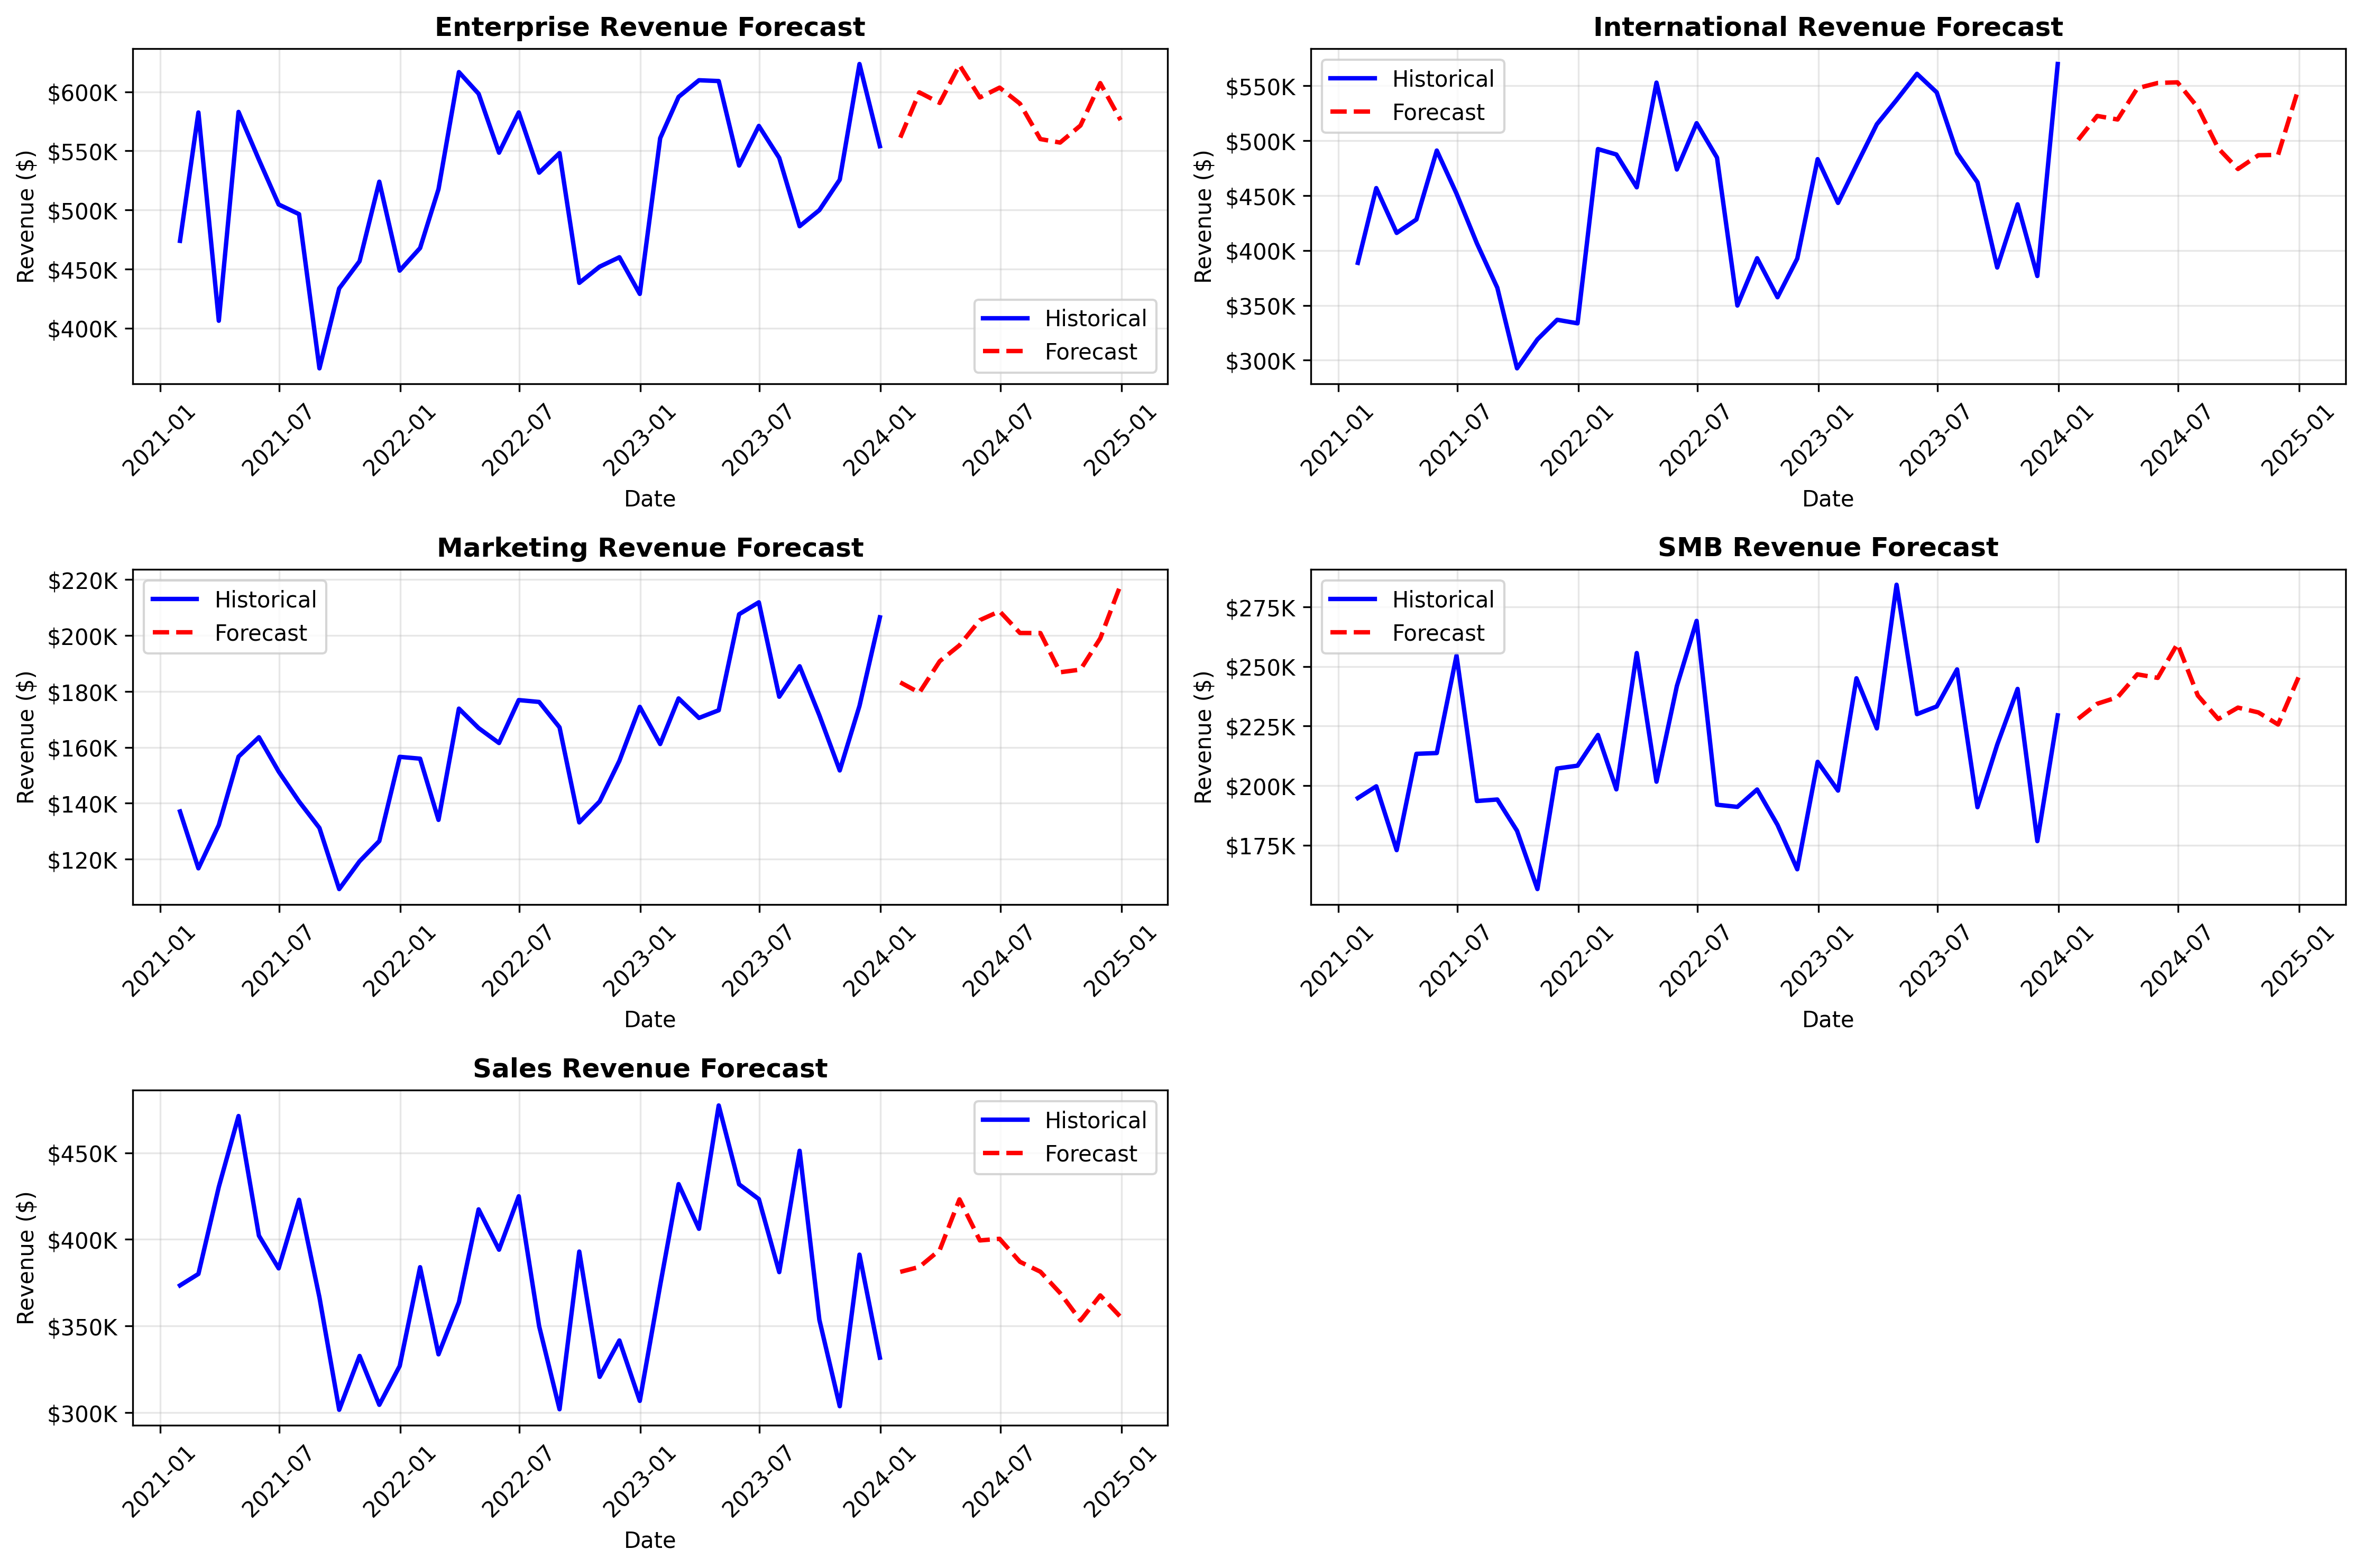 Enterprise Revenue Forecast
Revenue ($)
$600K
$550K
$500K
$450K
$400K
Historical
Forecast
2021-01
2021-07
2022-01
2022-07
2023-01
2023-07
2024-01
2024-07
2025-01
Date
International Revenue Forecast
Revenue ($)
$550K
$500K
$450K
$400K
$350K
$300K
Historical
Forecast
2021-01
2021-07
2022-01
2022-07
2023-01
2023-07
2024-01
2024-07
2025-01
Date
Marketing Revenue Forecast
Revenue ($)
$220K
$200K
$180K
$160K
$140K
$120K
Historical
Forecast
2021-01
2021-07
2022-01
2022-07
2023-01
2023-07
2024-01
2024-07
2025-01
Date
SMB Revenue Forecast
Revenue ($)
$275K
$250K
$225K
$200K
$175K
Historical
Forecast
2021-01
2021-07
2022-01
2022-07
2023-01
2023-07
2024-01
2024-07
2025-01
Date
Sales Revenue Forecast
Revenue ($)
$450K
$400K
$350K
$300K
Historical
Forecast
2021-01
2021-07
2022-01
2022-07
2023-01
2023-07
2024-01
2024-07
2025-01
Date